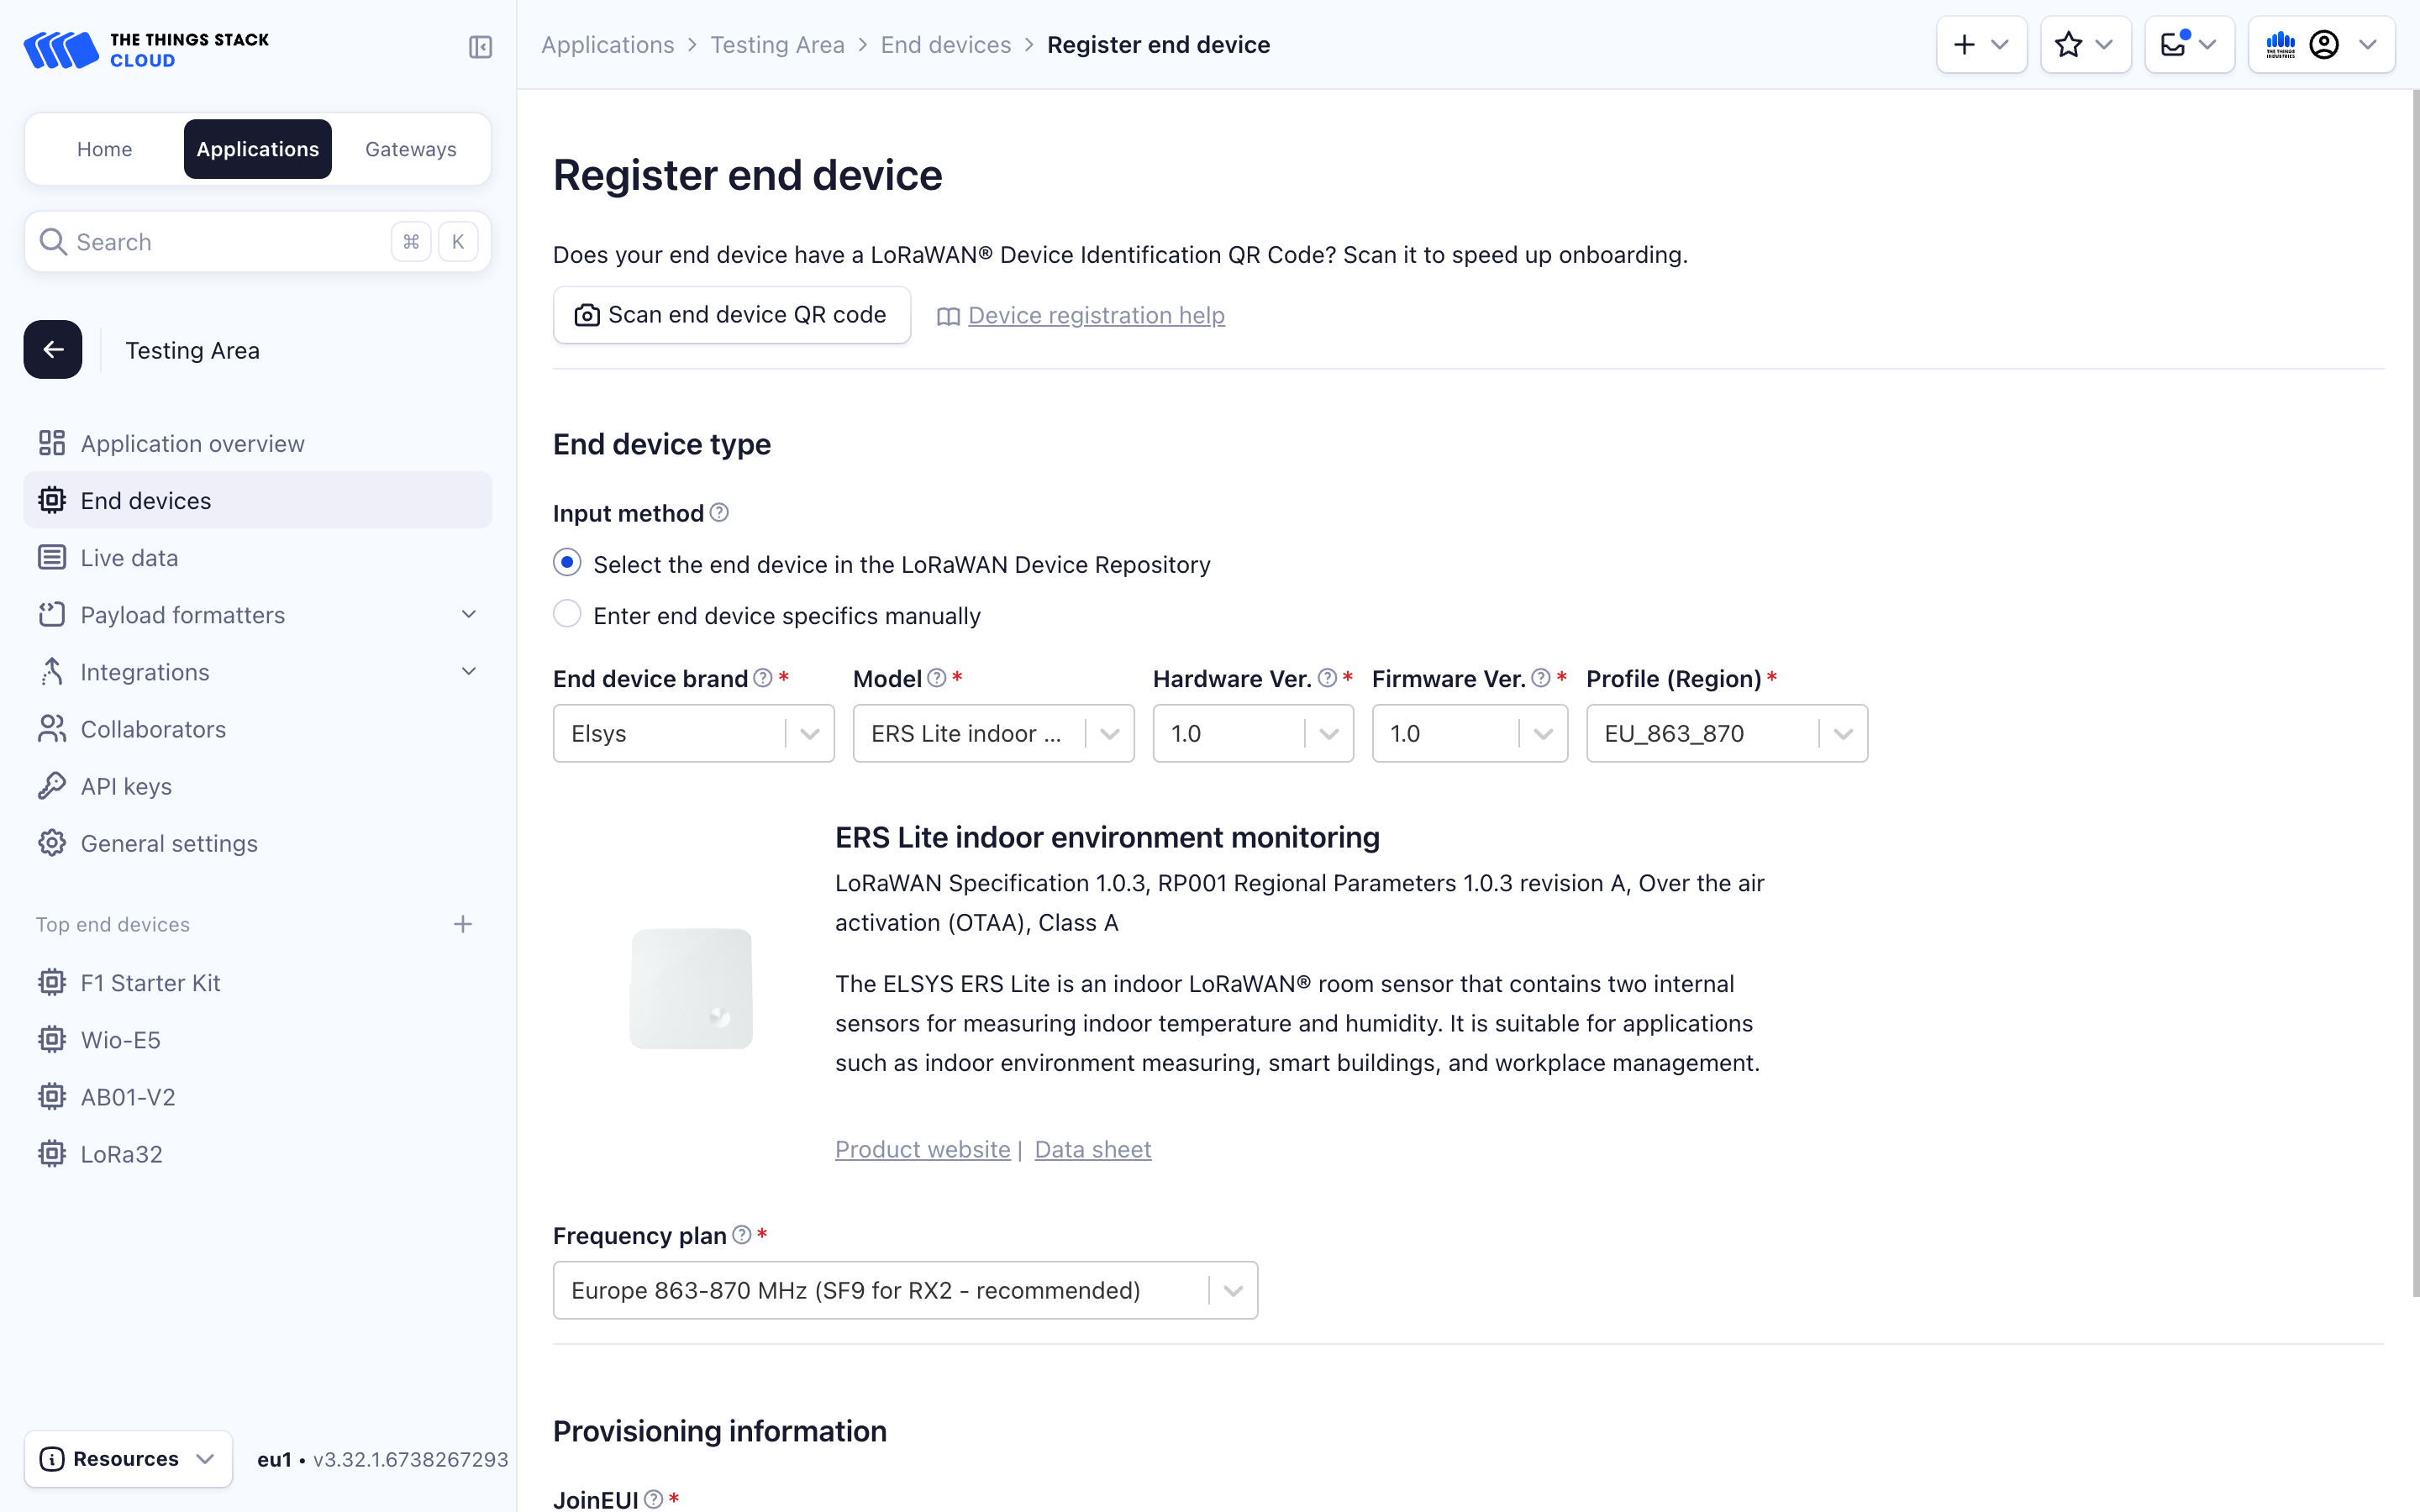 THE THINGS STACK
CLOUD
Home
Applications
Gateways
Search
⌘ K
Testing Area
Application overview
End devices
Live data
Payload formatters
Integrations
Collaborators
API keys
General settings
Top end devices
F1 Starter Kit
Wio-E5
AB01-V2
LoRa32
Resources
eu1 • v3.32.1.6738267293
Applications > Testing Area > End devices > Register end device
THE THINGS
INDUSTRIES
Register end device
Does your end device have a LoRaWAN® Device Identification QR Code? Scan it to speed up onboarding.
Scan end device QR code
Device registration help
End device type
Input method
Select the end device in the LoRaWAN Device Repository
Enter end device specifics manually
End device brand * Model * Hardware Ver. * Firmware Ver. * Profile (Region) *
Elsys ERS Lite indoor ... 1.0 1.0 EU_863_870
ERS Lite indoor environment monitoring
LoRaWAN Specification 1.0.3, RP001 Regional Parameters 1.0.3 revision A, Over the air
activation (OTAA), Class A
The ELSYS ERS Lite is an indoor LoRaWAN® room sensor that contains two internal
sensors for measuring indoor temperature and humidity. It is suitable for applications
such as indoor environment measuring, smart buildings, and workplace management.
Product website | Data sheet
Frequency plan *
Europe 863-870 MHz (SF9 for RX2 - recommended)
Provisioning information
JoinEUI *